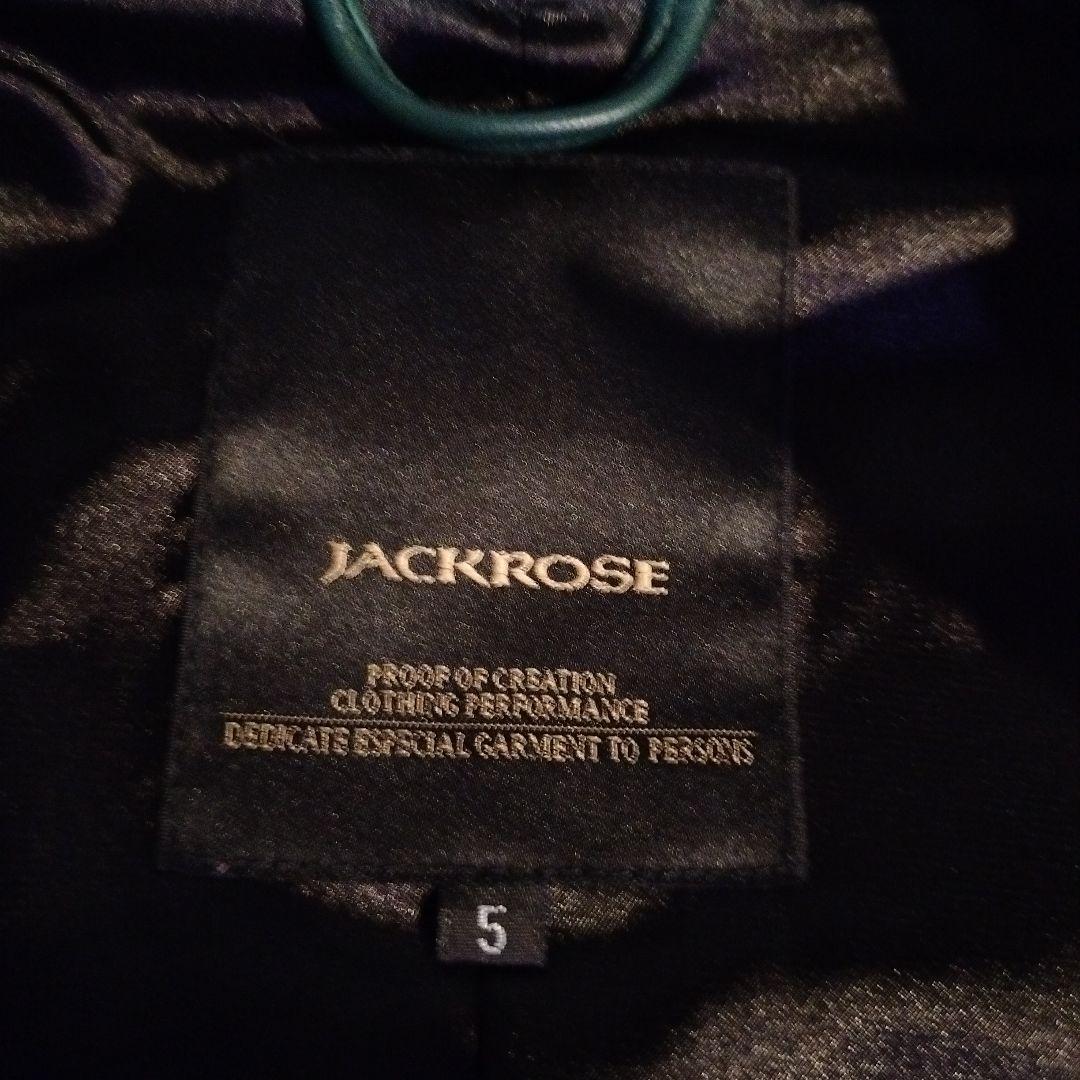 JACKROSE
PROOF OF CREATION
CLOTHING PERFORMANCE
DEDICATE ESPECIAL GARMENT TO PERSONS
5